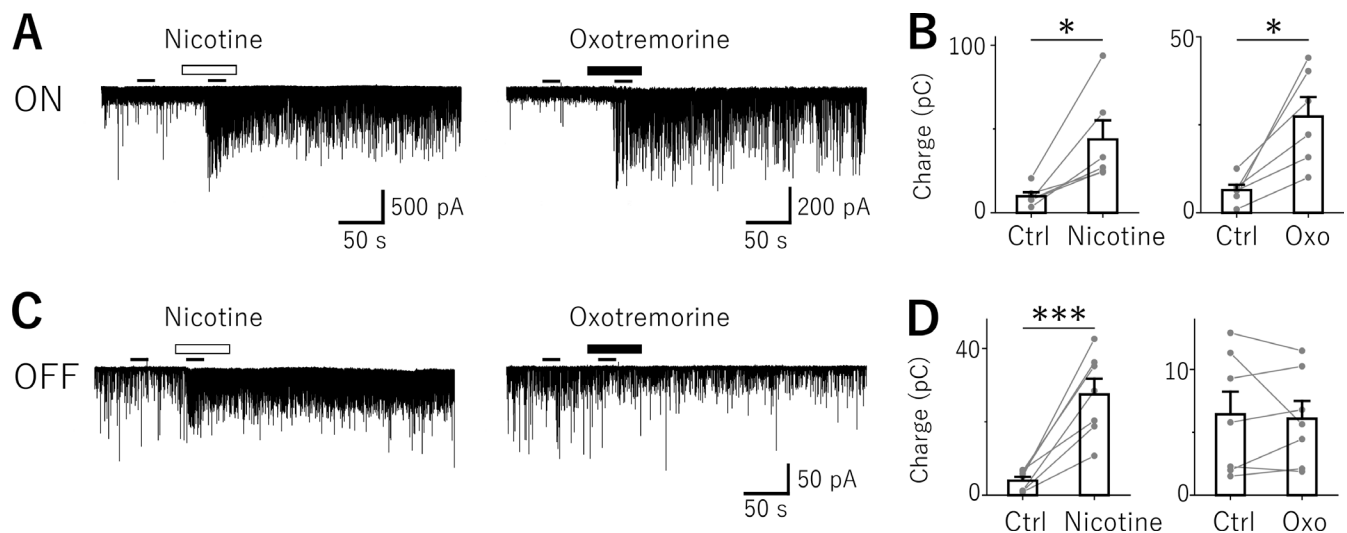 A
Nicotine
Oxotremorine
ON
500 pA
50 s
200 pA
50 s
B
*
*
Charge (pC)
100
0
50
0
Ctrl Nicotine
Ctrl Oxo
C
Nicotine
Oxotremorine
OFF
50 pA
50 s
D
***
Charge (pC)
40
0
10
0
Ctrl Nicotine
Ctrl Oxo